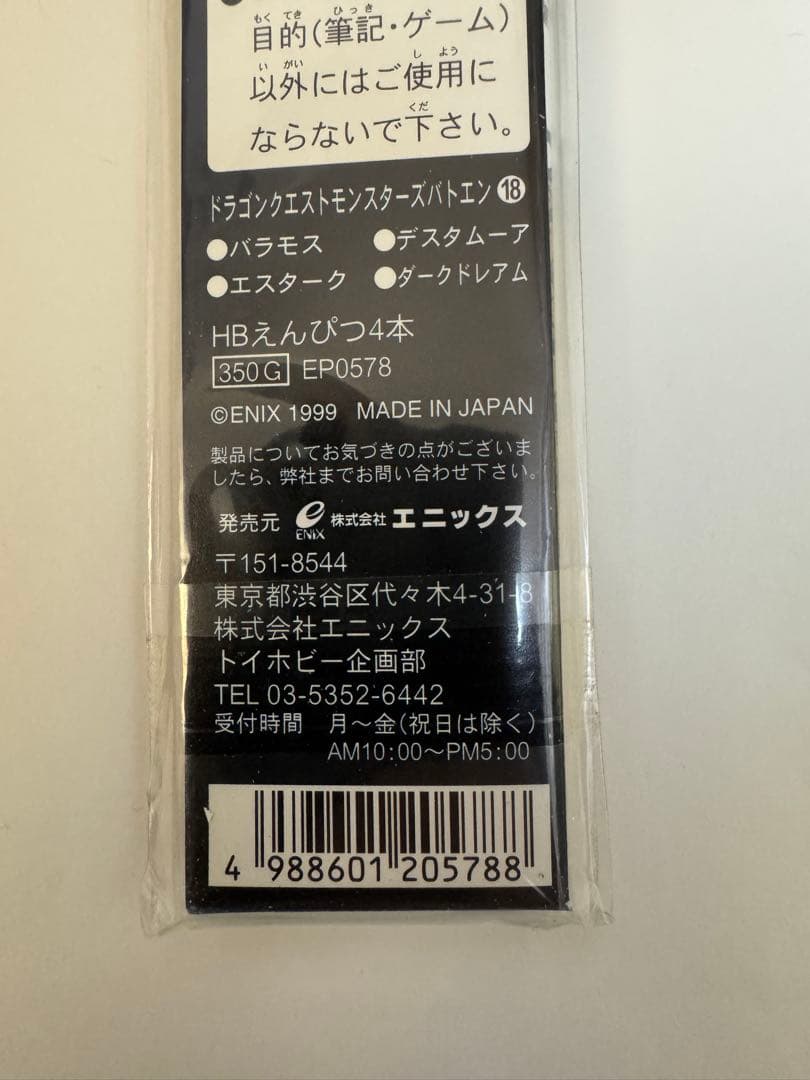 目的(筆記・ゲーム)
以外にはご使用に
ならないで下さい。
ドラゴンクエストモンスターズバトエン⑱
●バラモス ●デスタムーア
●エスターク ●ダークドレアム
HBえんぴつ4本
350G EP0578
©ENIX 1999 MADE IN JAPAN
製品についてお気づきの点がございま
したら、弊社までお問い合わせ下さい。
発売元 ENIX 株式会社エニックス
〒151-8544
東京都渋谷区代々木4-31-8
株式会社エニックス
トイホビー企画部
TEL 03-5352-6442
受付時間 月～金(祝日は除く)
AM10:00～PM5:00
4 988601 205788